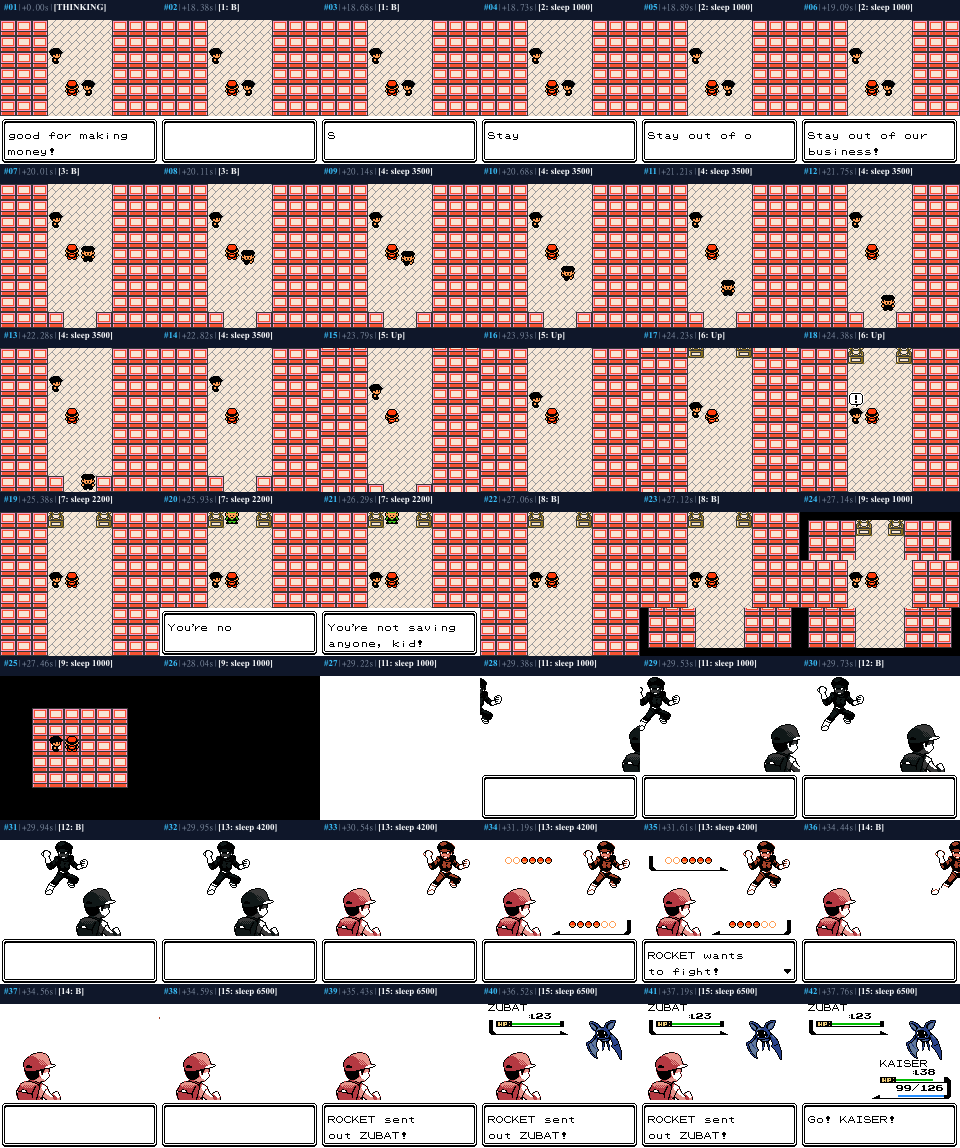 #01|+0.00s|[THINKING]
#02|+18.38s|[1: B]
#03|+18.68s|[1: B]
#04|+18.73s|[2: sleep 1000]
#05|+18.89s|[2: sleep 1000]
#06|+19.09s|[2: sleep 1000]
good for making
money!
S
Stay
Stay out of o
Stay out of our
business!
#07|+20.01s|[3: B]
#08|+20.11s|[3: B]
#09|+20.14s|[4: sleep 3500]
#10|+20.68s|[4: sleep 3500]
#11|+21.21s|[4: sleep 3500]
#12|+21.75s|[4: sleep 3500]
#13|+22.28s|[4: sleep 3500]
#14|+22.82s|[4: sleep 3500]
#15|+23.79s|[5: Up]
#16|+23.93s|[5: Up]
#17|+24.23s|[6: Up]
#18|+24.38s|[6: Up]
!
#19|+25.38s|[7: sleep 2200]
#20|+25.93s|[7: sleep 2200]
#21|+26.29s|[7: sleep 2200]
#22|+27.06s|[8: B]
#23|+27.12s|[8: B]
#24|+27.14s|[9: sleep 1000]
You're no
You're not saving
anyone, kid!
#25|+27.46s|[9: sleep 1000]
#26|+28.04s|[9: sleep 1000]
#27|+29.22s|[11: sleep 1000]
#28|+29.38s|[11: sleep 1000]
#29|+29.53s|[11: sleep 1000]
#30|+29.73s|[12: B]
#31|+29.94s|[12: B]
#32|+29.95s|[13: sleep 4200]
#33|+30.54s|[13: sleep 4200]
#34|+31.19s|[13: sleep 4200]
#35|+31.61s|[13: sleep 4200]
#36|+34.44s|[14: B]
ROCKET wants
to fight!
#37|+34.56s|[14: B]
#38|+34.59s|[15: sleep 6500]
#39|+35.43s|[15: sleep 6500]
#40|+36.52s|[15: sleep 6500]
#41|+37.19s|[15: sleep 6500]
#42|+37.76s|[15: sleep 6500]
ROCKET sent
out ZUBAT!
ZUBAT
:L23
HP:
ROCKET sent
out ZUBAT!
ZUBAT
:L23
HP:
ROCKET sent
out ZUBAT!
ZUBAT
:L23
HP:
KAISER
:L38
HP:
99/126
Go! KAISER!